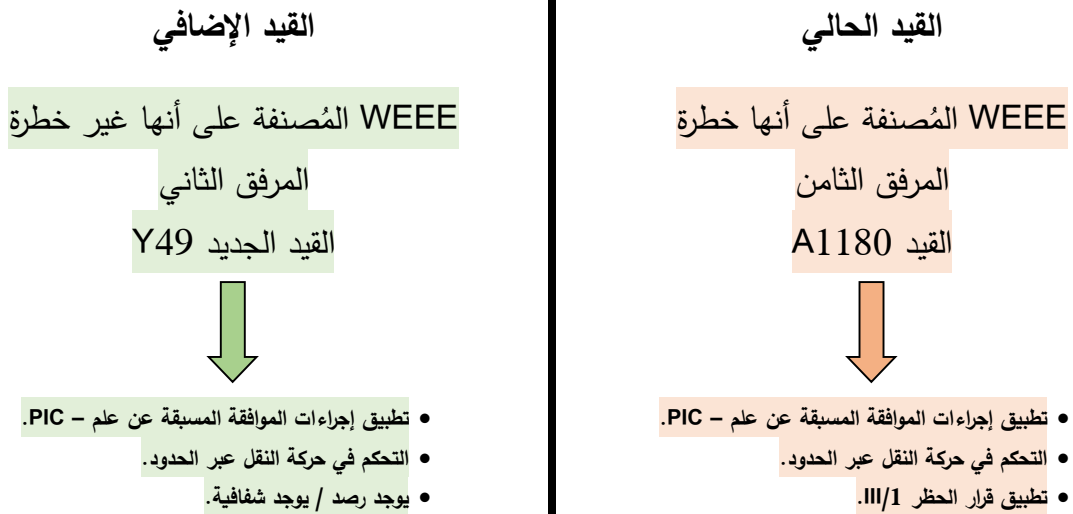 القيد الحالي
WEEE المُصنفة على أنها خطرة
المرفق الثامن
القيد A1180
• تطبيق إجراءات الموافقة المسبقة عن علم – PIC.
• التحكم في حركة النقل عبر الحدود.
• تطبيق قرار الحظر III/1.
القيد الإضافي
WEEE المُصنفة على أنها غير خطرة
المرفق الثاني
القيد الجديد Y49
• تطبيق إجراءات الموافقة المسبقة عن علم – PIC.
• التحكم في حركة النقل عبر الحدود.
• يوجد رصد / يوجد شفافية.